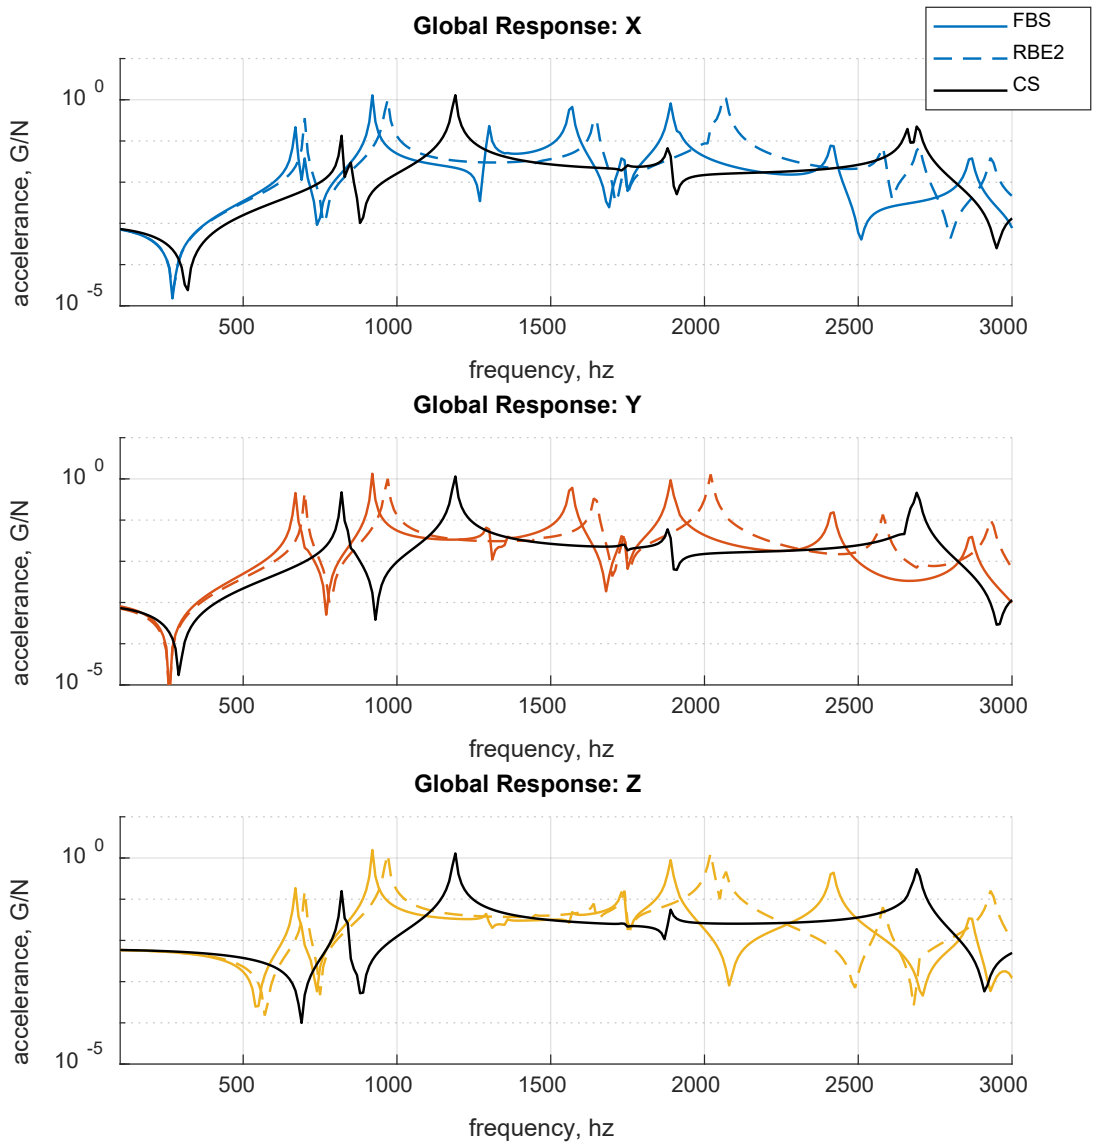 Global Response: X
FBS
RBE2
CS
10 0
10 -5
accelerance, G/N
500 1000 1500 2000 2500 3000
frequency, hz
Global Response: Y
10 0
10 -5
accelerance, G/N
500 1000 1500 2000 2500 3000
frequency, hz
Global Response: Z
10 0
10 -5
accelerance, G/N
500 1000 1500 2000 2500 3000
frequency, hz